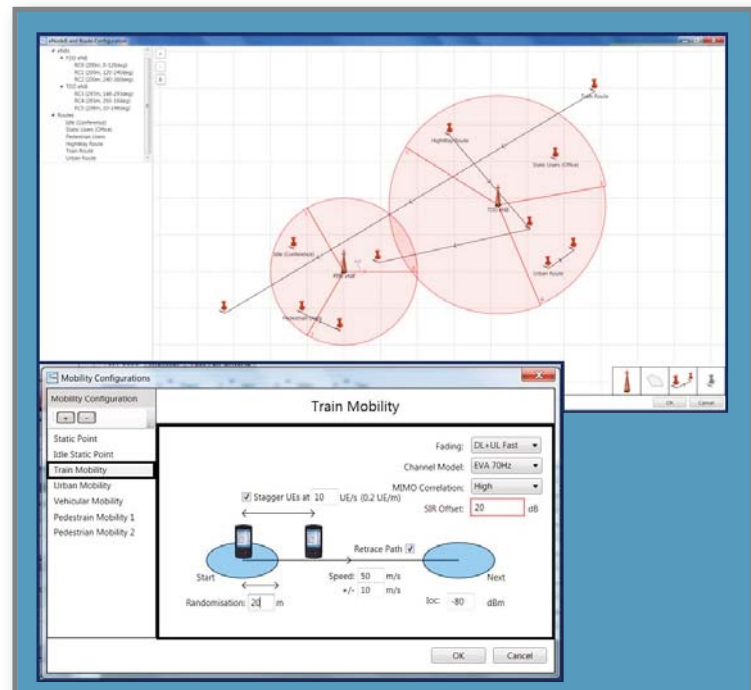 eNodeB and Route Configuration
eNBs
FDD eNB
TDD eNB
Routes
Idle (Conference)
Static Users (Office)
Pedestrian Users
HighWay Route
Train Route
Urban Route
Train Route
HighWay Route
Static Users (Office)
TDD eNB
Idle (Conference)
Urban Route
Pedestrian Users
OK
Cancel
Mobility Configurations
Mobility Configuration
+
-
Static Point
Idle Static Point
Train Mobility
Urban Mobility
Vehicular Mobility
Pedestrain Mobility 1
Pedestrian Mobility 2
Train Mobility
Fading: DL+UL Fast
Channel Model: EVA 70Hz
MIMO Correlation: High
SIR Offset: 20 dB
Stagger UEs at 10 UE/s (0.2 UE/m)
Retrace Path
Start
Next
Speed: 50 m/s
+/- 10 m/s
Randomisation: 20 m
Ioc: -80 dBm
OK
Cancel